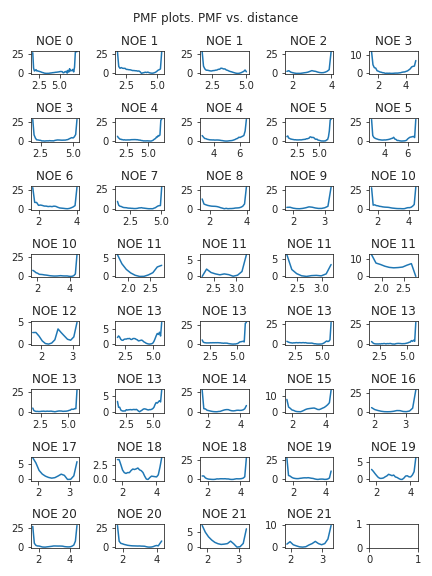 PMF plots. PMF vs. distance
NOE 0 NOE 1 NOE 1 NOE 2 NOE 3
25 0 2.5 5.0 25 0 2.5 5.0 25 0 2.5 5.0 25 0 2 4 10 0 2 4
NOE 3 NOE 4 NOE 4 NOE 5 NOE 5
25 0 2.5 5.0 25 0 2.5 5.0 25 0 4 6 25 0 2.5 5.0 25 0 4 6
NOE 6 NOE 7 NOE 8 NOE 9 NOE 10
25 0 2 4 25 0 2.5 5.0 25 0 2 4 25 0 2 3 25 0 2 4
NOE 10 NOE 11 NOE 11 NOE 11 NOE 11
25 0 2 4 5 0 2.0 2.5 5 0 2.5 3.0 5 0 2.5 3.0 10 0 2.0 2.5
NOE 12 NOE 13 NOE 13 NOE 13 NOE 13
5 0 2 3 5 0 2.5 5.0 25 0 2.5 5.0 25 0 2.5 5.0 25 0 2.5 5.0
NOE 13 NOE 13 NOE 14 NOE 15 NOE 16
25 0 2.5 5.0 5 0 2.5 5.0 25 0 2 4 10 0 2 4 25 0 2 3
NOE 17 NOE 18 NOE 18 NOE 19 NOE 19
5 0 2 3 2.5 0.0 2 4 25 0 2 4 25 0 2 4 5 0 2 4
NOE 20 NOE 20 NOE 21 NOE 21
25 0 2 4 25 0 2 4 5 0 2 3 10 0 2 3 1 0 0 1